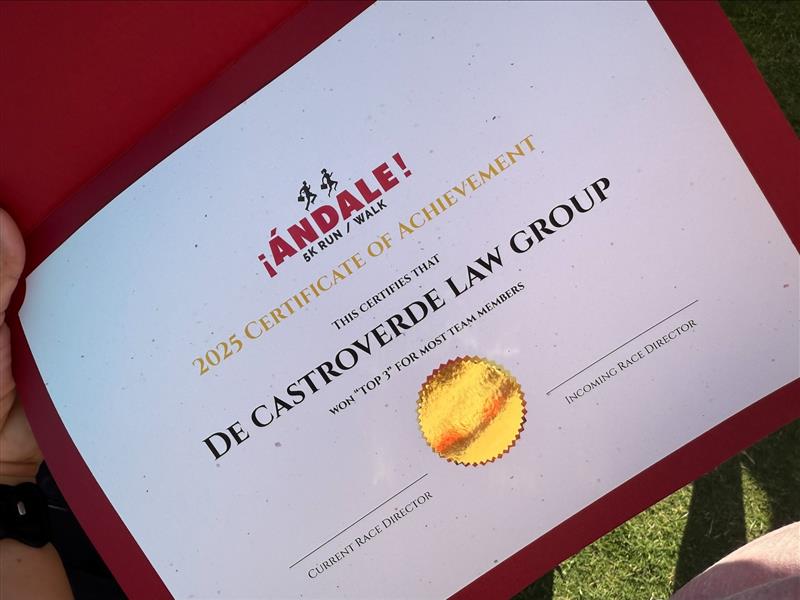 ¡ÁNDALE!
5K RUN / WALK
2025 Certificate of Achievement
This certifies that
De Castroverde Law Group
won "Top 3" for most team members
Incoming Race Director
Current Race Director